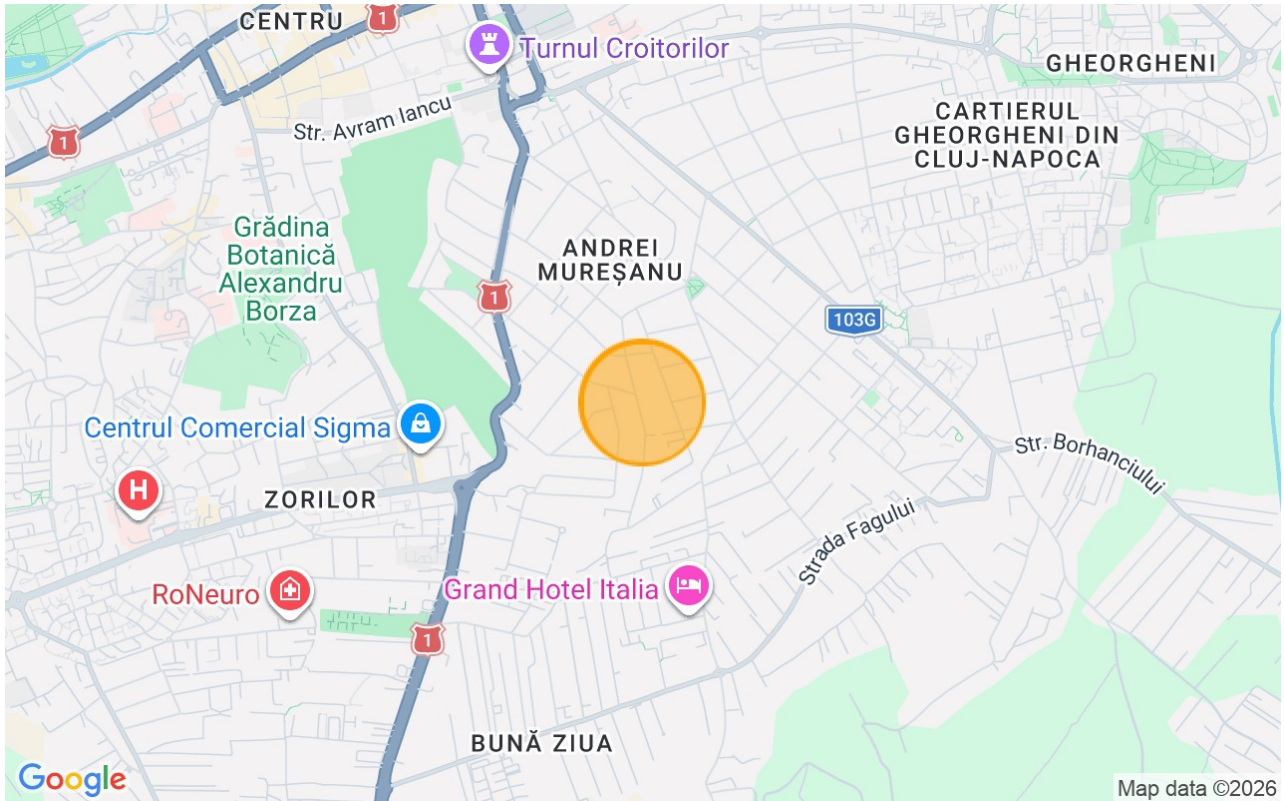 CENTRU
1
Turnul Croitorilor
GHEORGHENI
1
Str. Avram Iancu
CARTIERUL
GHEORGHENI DIN
CLUJ-NAPOCA
Grădina
Botanică
Alexandru
Borza
ANDREI
MUREȘANU
1
103G
Centrul Comercial Sigma
Str. Borhanciului
H
ZORILOR
Strada Fagului
RoNeuro
Grand Hotel Italia
1
BUNĂ ZIUA
Google
Map data ©2026